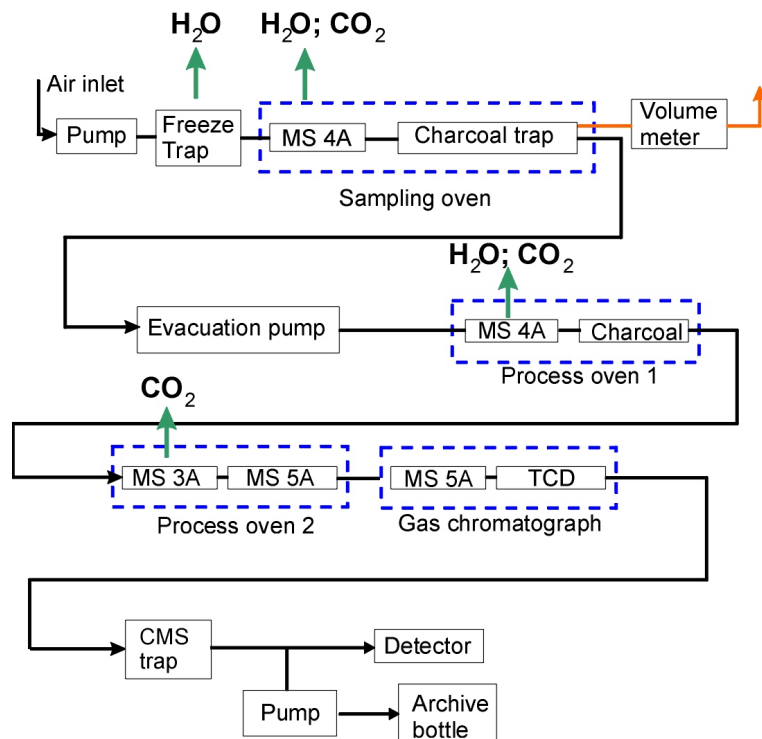 H₂O
H₂O; CO₂
Air inlet
Pump
Freeze
Trap
MS 4A
Charcoal trap
Volume
meter
Sampling oven
H₂O; CO₂
Evacuation pump
MS 4A
Charcoal
Process oven 1
CO₂
MS 3A
MS 5A
MS 5A
TCD
Process oven 2
Gas chromatograph
CMS
trap
Detector
Pump
Archive
bottle